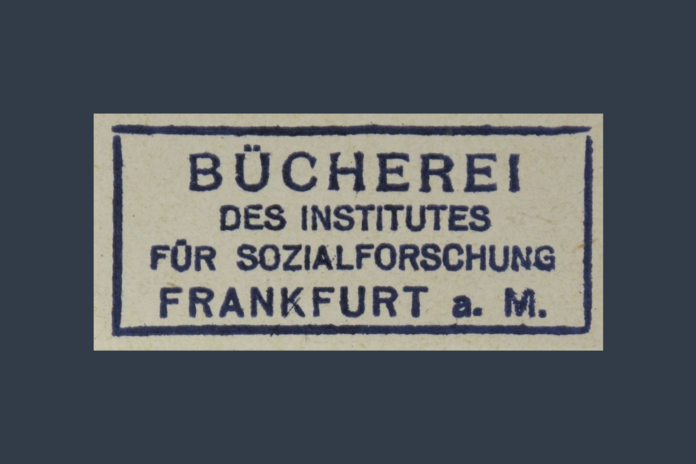 BÜCHEREI
DES INSTITUTES
FÜR SOZIALFORSCHUNG
FRANKFURT a. M.